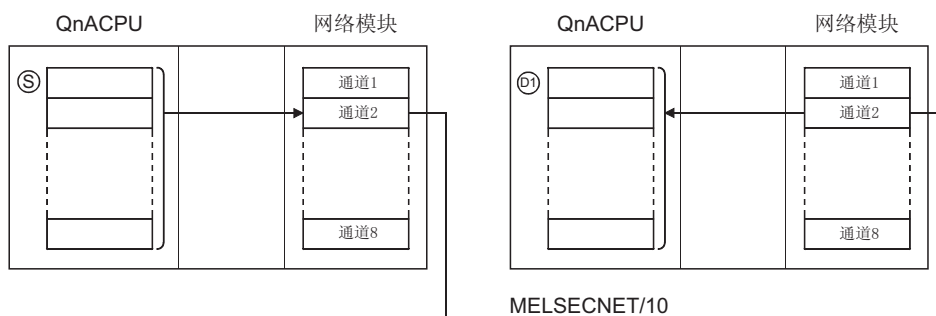 QnACPU 网络模块 QnACPU 网络模块
S 通道1 D1 通道1
通道2 通道2
通道8 通道8
MELSECNET/10